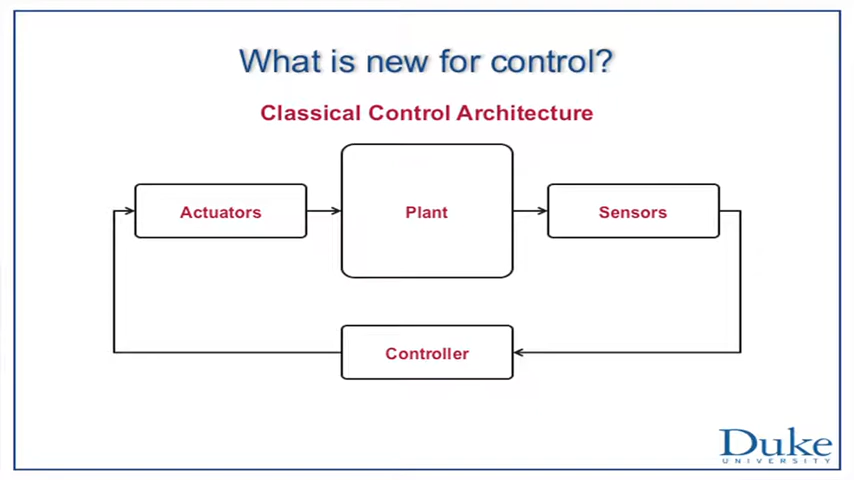 What is new for control?
Classical Control Architecture
Actuators
Plant
Sensors
Controller
Duke
UNIVERSITY